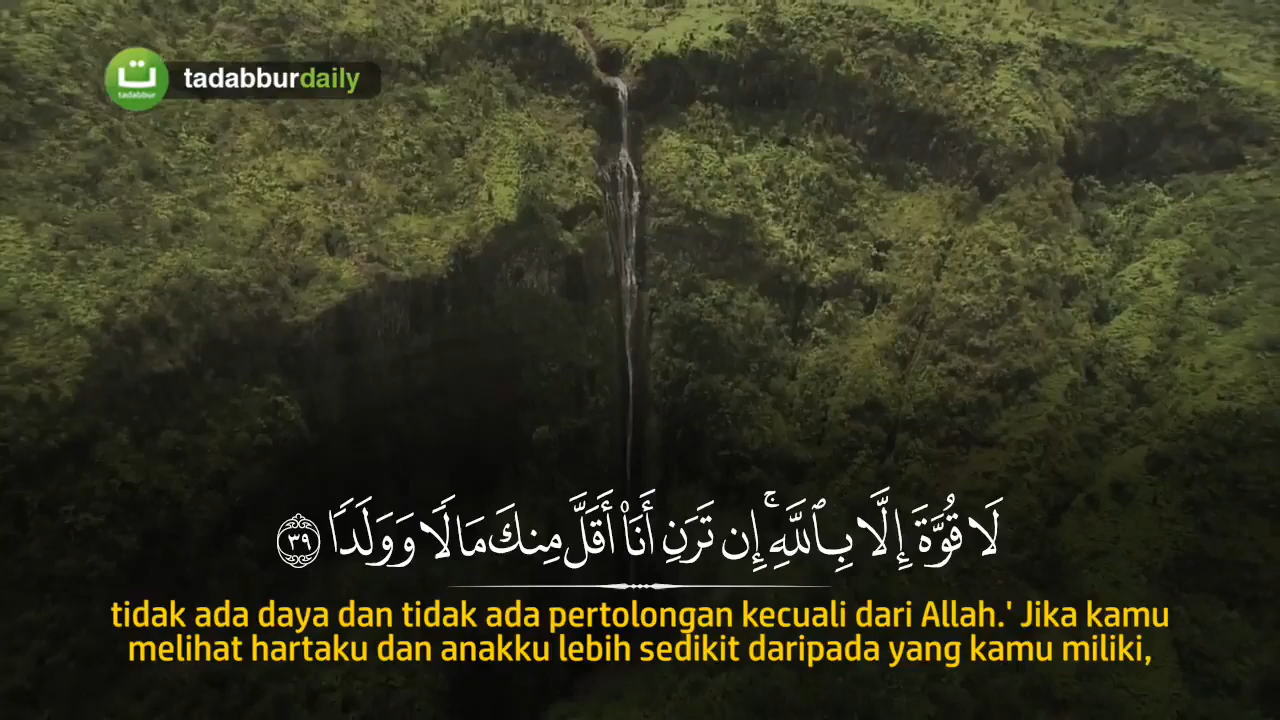 ت
tadabbur
tadabburdaily
لَا قُوَّةَ إِلَّا بِٱللَّهِۚ إِن تَرَنِ أَنَا۠ أَقَلَّ مِنكَ مَالًا وَوَلَدًا ٣٩
tidak ada daya dan tidak ada pertolongan kecuali dari Allah.' Jika kamu
melihat hartaku dan anakku lebih sedikit daripada yang kamu miliki,